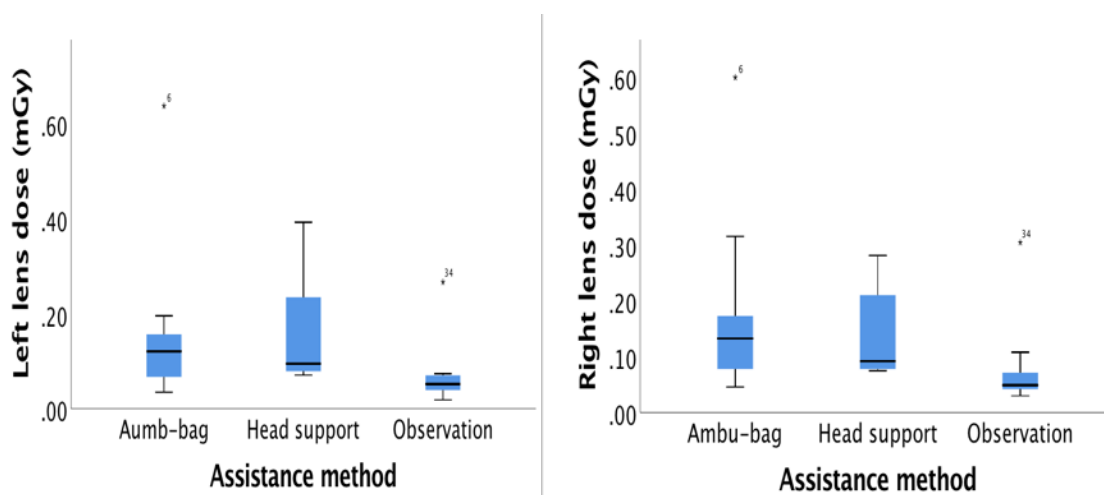 Left lens dose (mGy)
.60
.40
.20
.00
*6
*34
Aumb-bag Head support Observation
Assistance method
Right lens dose (mGy)
.60
.50
.40
.30
.20
.10
.00
*6
*34
Ambu-bag Head support Observation
Assistance method